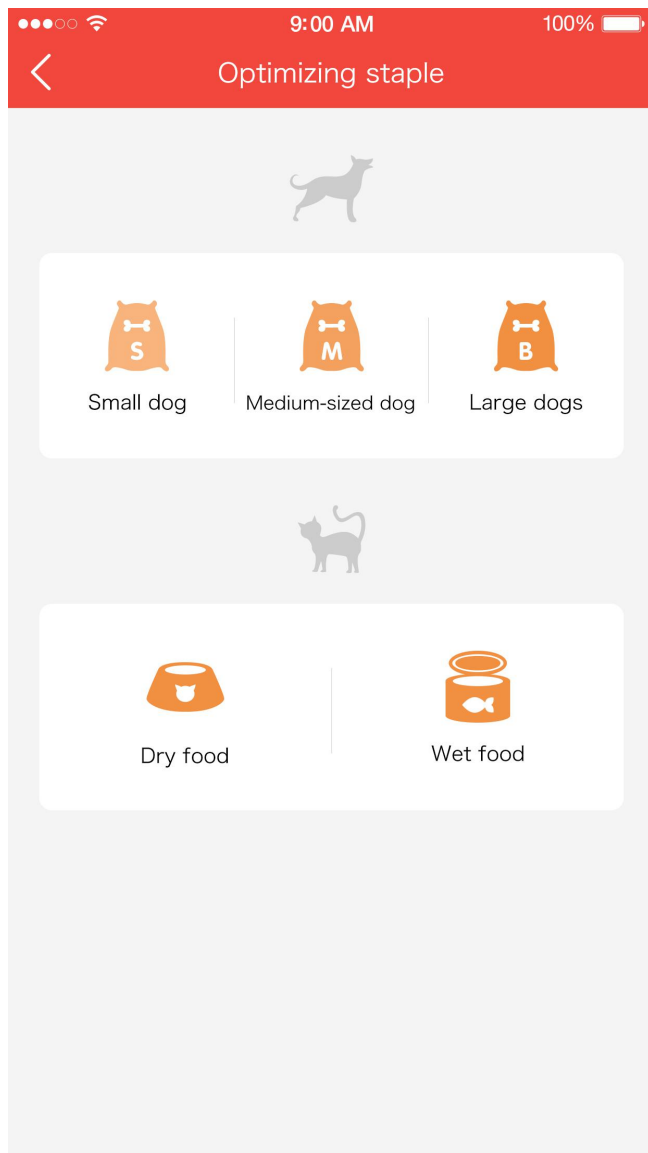 9:00 AM 100%
Optimizing staple
S M B
Small dog Medium-sized dog Large dogs
Dry food Wet food